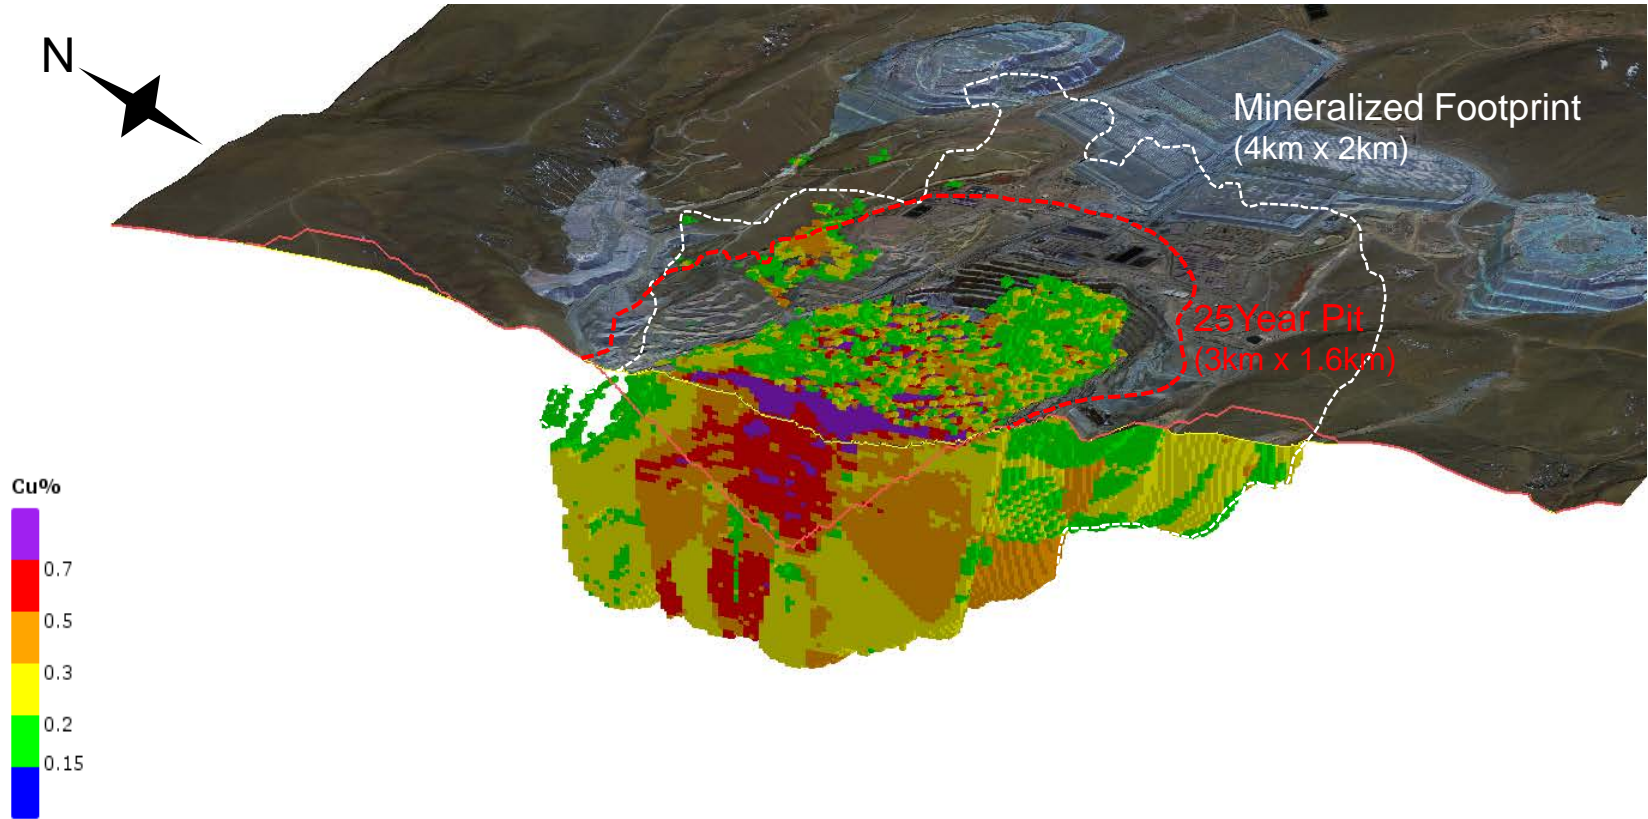 N
Mineralized Footprint
(4km x 2km)
25Year Pit
(3km x 1.6km)
Cu%
0.7
0.5
0.3
0.2
0.15